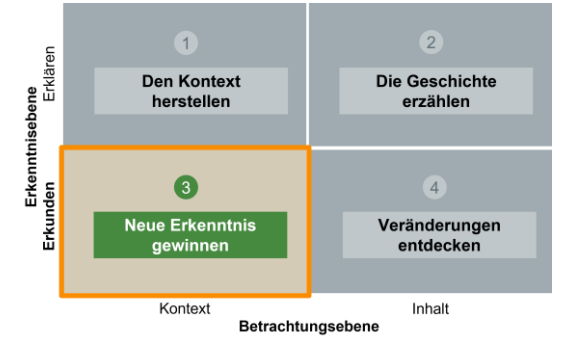 Erkenntnisebene
Erklären
Erkunden
1
Den Kontext
herstellen
2
Die Geschichte
erzählen
3
Neue Erkenntnis
gewinnen
4
Veränderungen
entdecken
Kontext
Inhalt
Betrachtungsebene